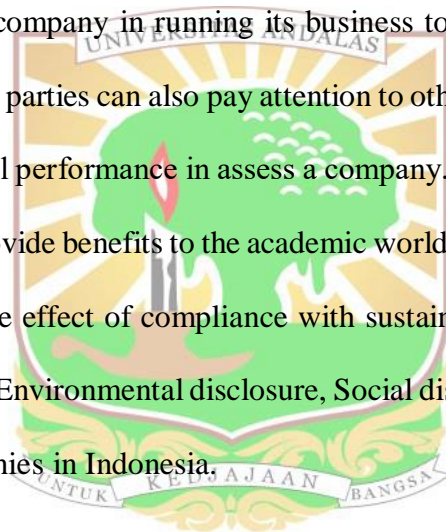 company in running its business to
UNIVERSITAS ANDALAS
parties can also pay attention to oth
l performance in assess a company.
vide benefits to the academic world
e effect of compliance with sustain
Environmental disclosure, Social dis
nies in Indonesia.
UNTUK KEDJAJAAN BANGSA